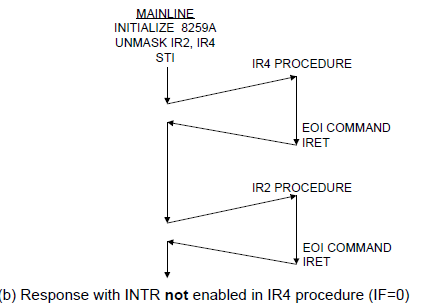 MAINLINE
INITIALIZE 8259A
UNMASK IR2, IR4
STI
IR4 PROCEDURE
EOI COMMAND
IRET
IR2 PROCEDURE
EOI COMMAND
IRET
(b) Response with INTR not enabled in IR4 procedure (IF=0)